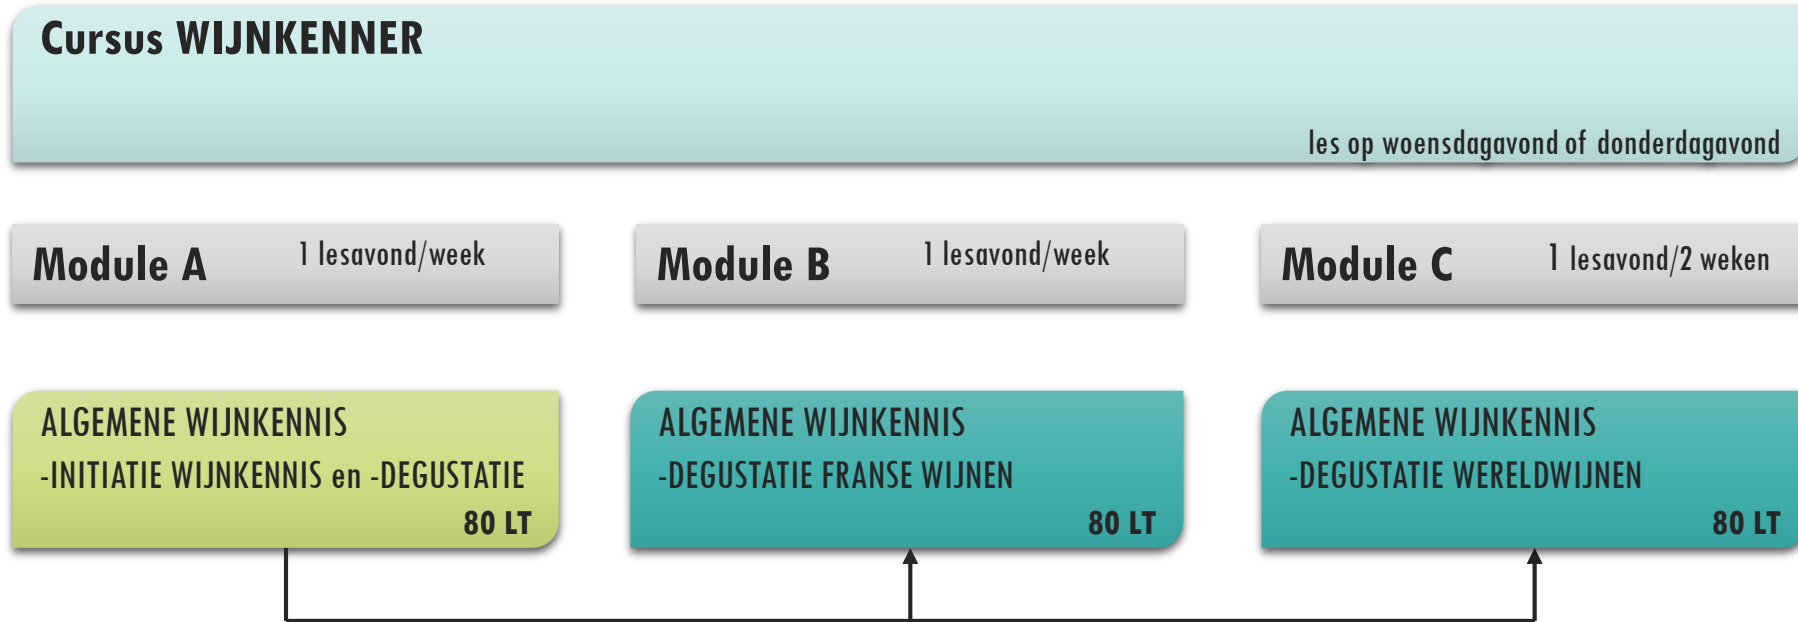 Cursus WIJNKENNER
les op woensdagavond of donderdagavond
Module A 1 lesavond/week
Module B 1 lesavond/week
Module C 1 lesavond/2 weken
ALGEMENE WIJNKENNIS
-INITIATIE WIJNKENNIS en -DEGUSTATIE
80 LT
ALGEMENE WIJNKENNIS
-DEGUSTATIE FRANSE WIJNEN
80 LT
ALGEMENE WIJNKENNIS
-DEGUSTATIE WERELDWIJNEN
80 LT